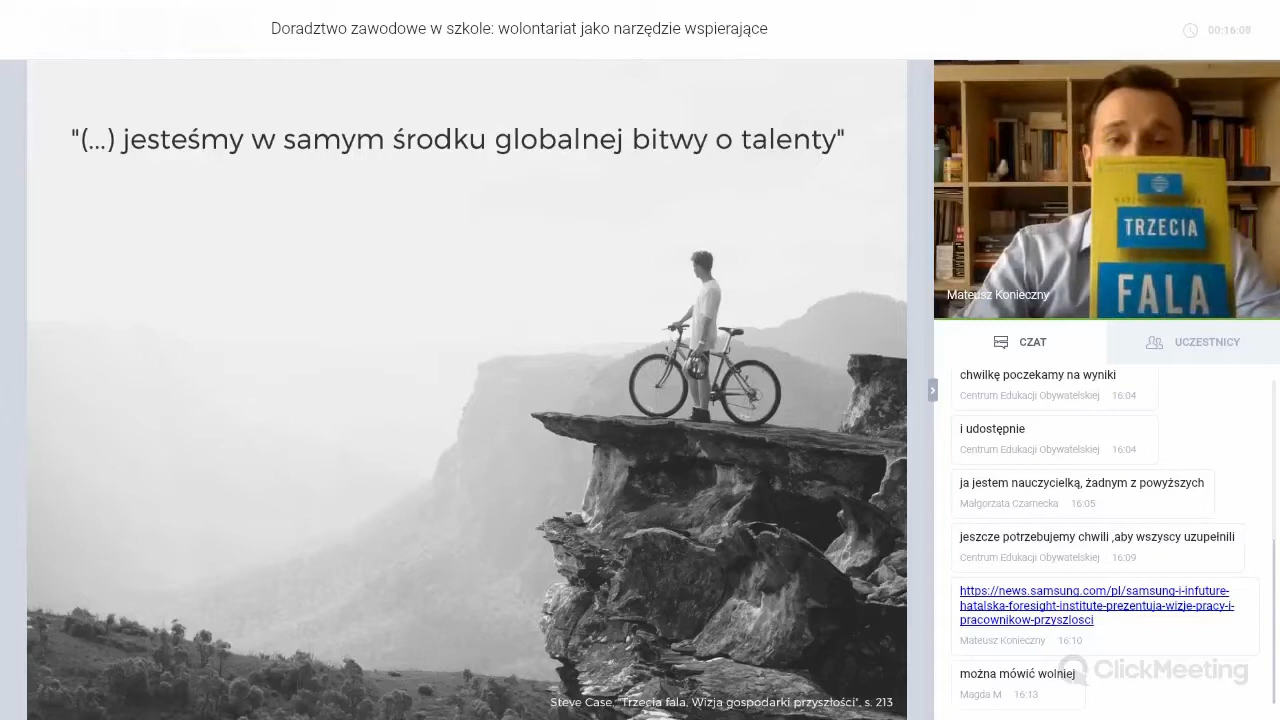 Doradztwo zawodowe w szkole: wolontariat jako narzędzie wspierające
00:16:08
"(...) jesteśmy w samym środku globalnej bitwy o talenty"
Steve Case, "Trzecia fala. Wizja gospodarki przyszłości", s. 213
TRZECIA
FALA
Mateusz Konieczny
CZAT
UCZESTNICY
chwilkę poczekamy na wyniki
Centrum Edukacji Obywatelskiej 16:04
i udostępnie
Centrum Edukacji Obywatelskiej 16:04
ja jestem nauczycielką, żadnym z powyższych
Małgorzata Czarnecka 16:05
jeszcze potrzebujemy chwili ,aby wszyscy uzupełnili
Centrum Edukacji Obywatelskiej 16:09
https://news.samsung.com/pl/samsung-i-infuture-
hatalska-foresight-institute-prezentuja-wizje-pracy-i-
pracownikow-przyszlosci
Mateusz Konieczny 16:10
można mówić wolniej
Magda M 16:13
ClickMeeting